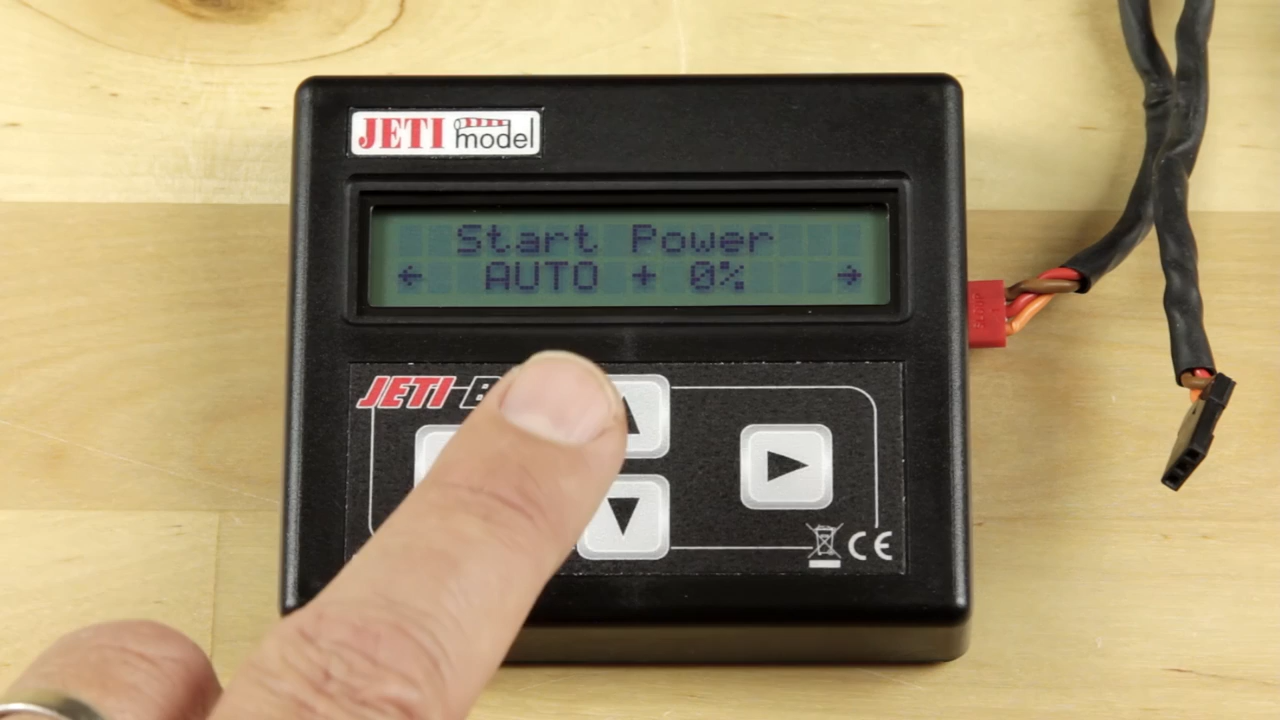 JETI model
Start Power
← AUTO + 0% →
JETI
CE